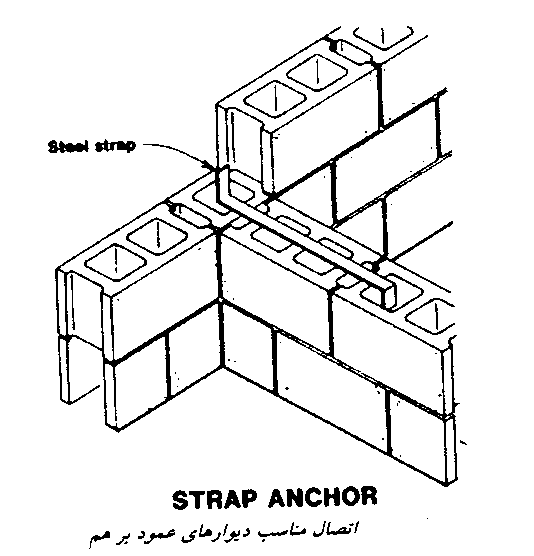 Steel strap
STRAP ANCHOR
اتصال مناسب دیوارهای عمود بر هم